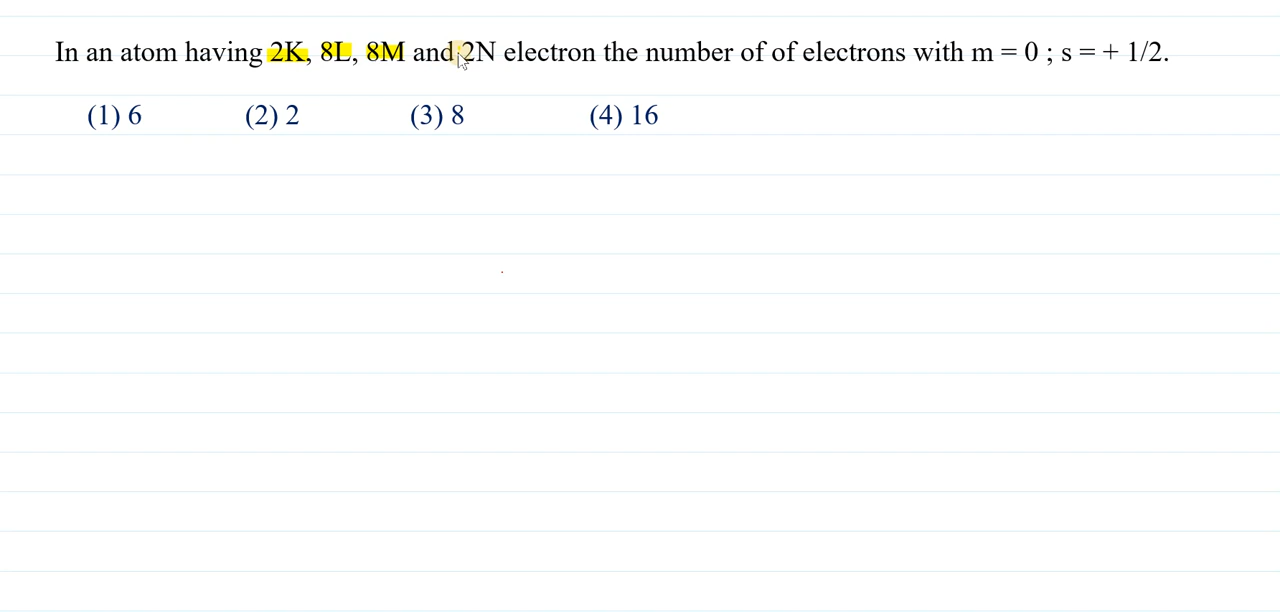 In an atom having 2K, 8L, 8M and 2N electron the number of of electrons with m = 0 ; s = + 1/2.
(1) 6 (2) 2 (3) 8 (4) 16